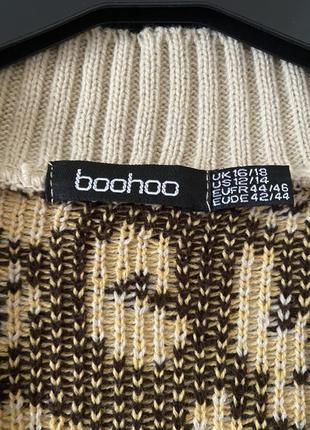 boohoo
UK 16/18
US 12/14
EUFR 44/46
EUDE 42/44